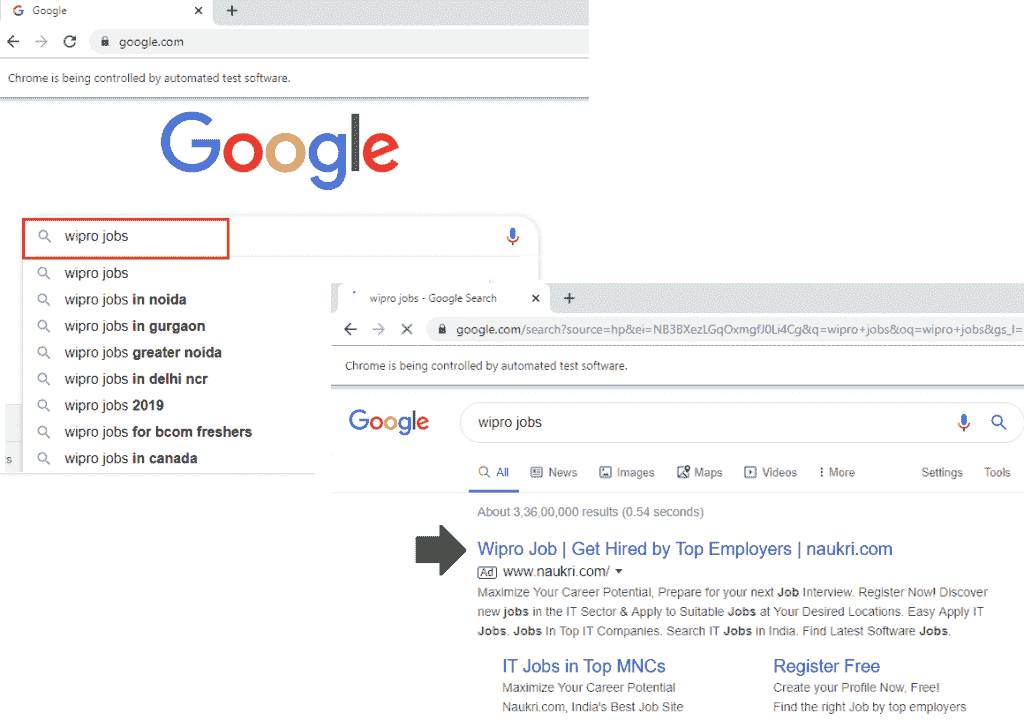 Google
google.com
Chrome is being controlled by automated test software.
Google
wipro jobs
wipro jobs
wipro jobs in noida
wipro jobs in gurgaon
wipro jobs greater noida
wipro jobs in delhi ncr
wipro jobs 2019
wipro jobs for bcom freshers
wipro jobs in canada
s
wipro jobs - Google Search
google.com/search?source=hp&ei=NB3BXezLGqOxmgfJ0Li4Cg&q=wipro+jobs&oq=wipro+jobs&gs_l=
Chrome is being controlled by automated test software.
Google
wipro jobs
All News Images Maps Videos More Settings Tools
About 3,36,00,000 results (0.54 seconds)
Wipro Job | Get Hired by Top Employers | naukri.com
Ad www.naukri.com/
Maximize Your Career Potential, Prepare for your next Job Interview. Register Now! Discover
new jobs in the IT Sector & Apply to Suitable Jobs at Your Desired Locations. Easy Apply IT
Jobs. Jobs In Top IT Companies. Search IT Jobs in India. Find Latest Software Jobs.
IT Jobs in Top MNCs
Maximize Your Career Potential
Naukri.com, India's Best Job Site
Register Free
Create your Profile Now, Free!
Find the right Job by top employers